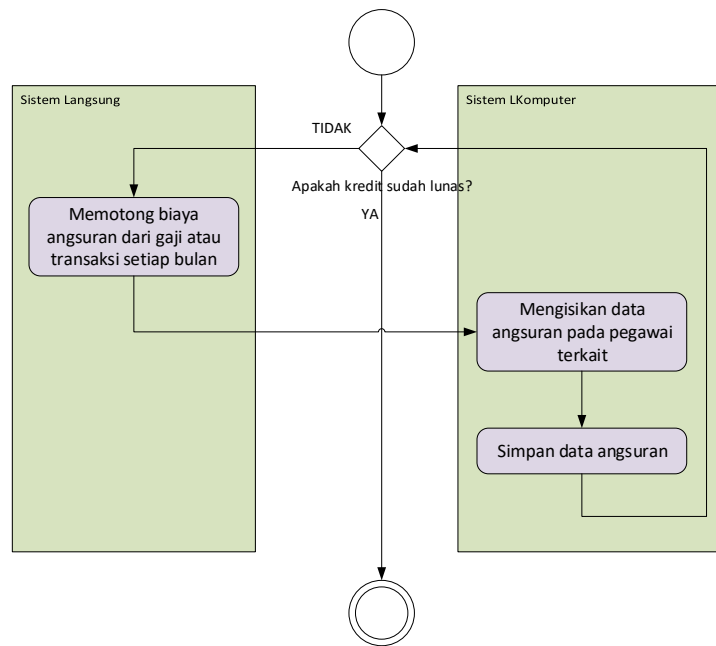 Sistem Langsung
Sistem LKomputer
TIDAK
Apakah kredit sudah lunas?
YA
Memotong biaya
angsuran dari gaji atau
transaksi setiap bulan
Mengisikan data
angsuran pada pegawai
terkait
Simpan data angsuran